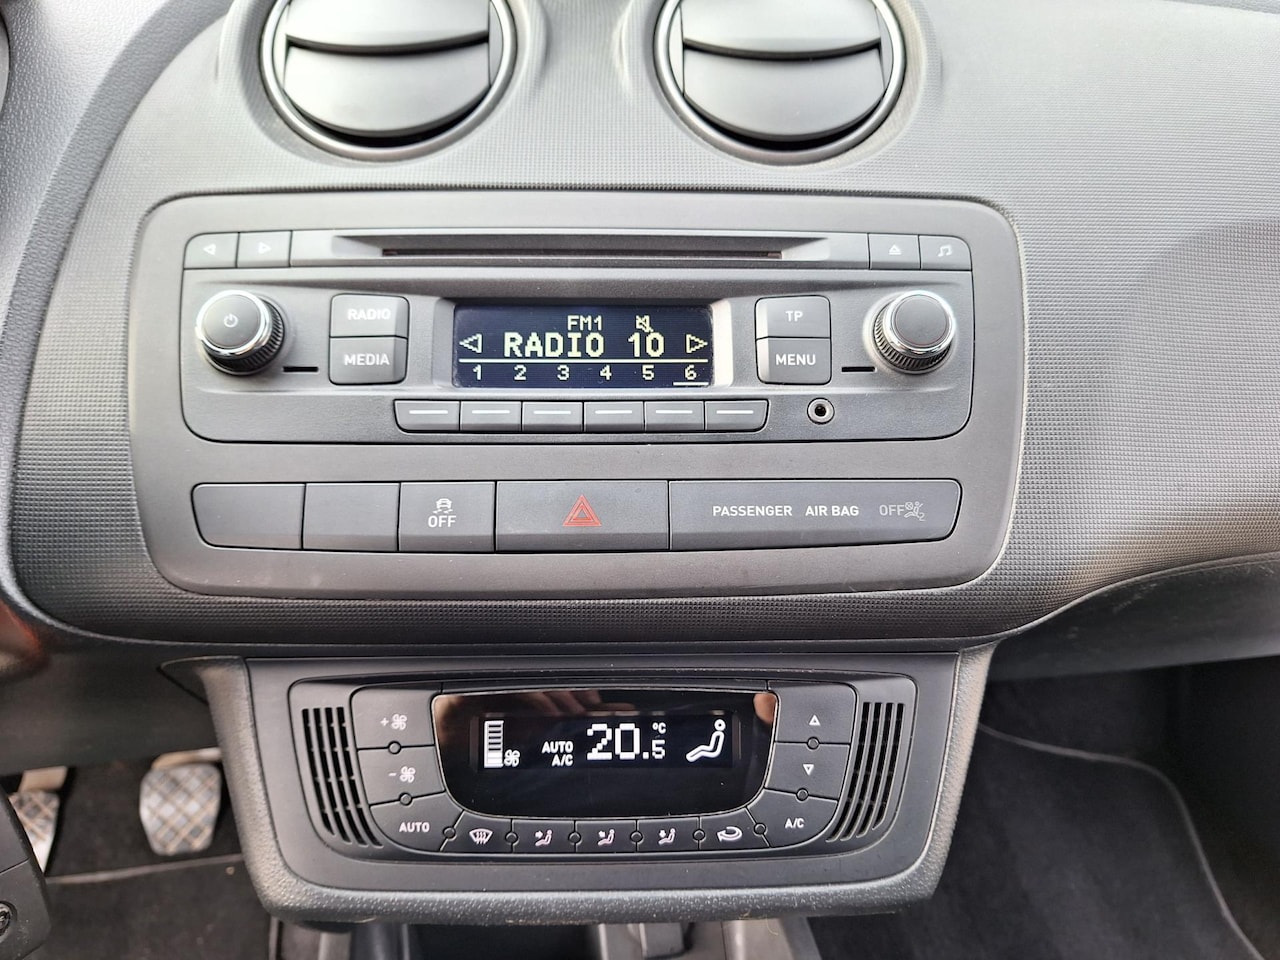 RADIO
MEDIA
FM1
RADIO 10
1 2 3 4 5 6
TP
MENU
OFF
PASSENGER AIR BAG OFF
+
-
AUTO
AUTO
A/C
20.5 °C
A/C